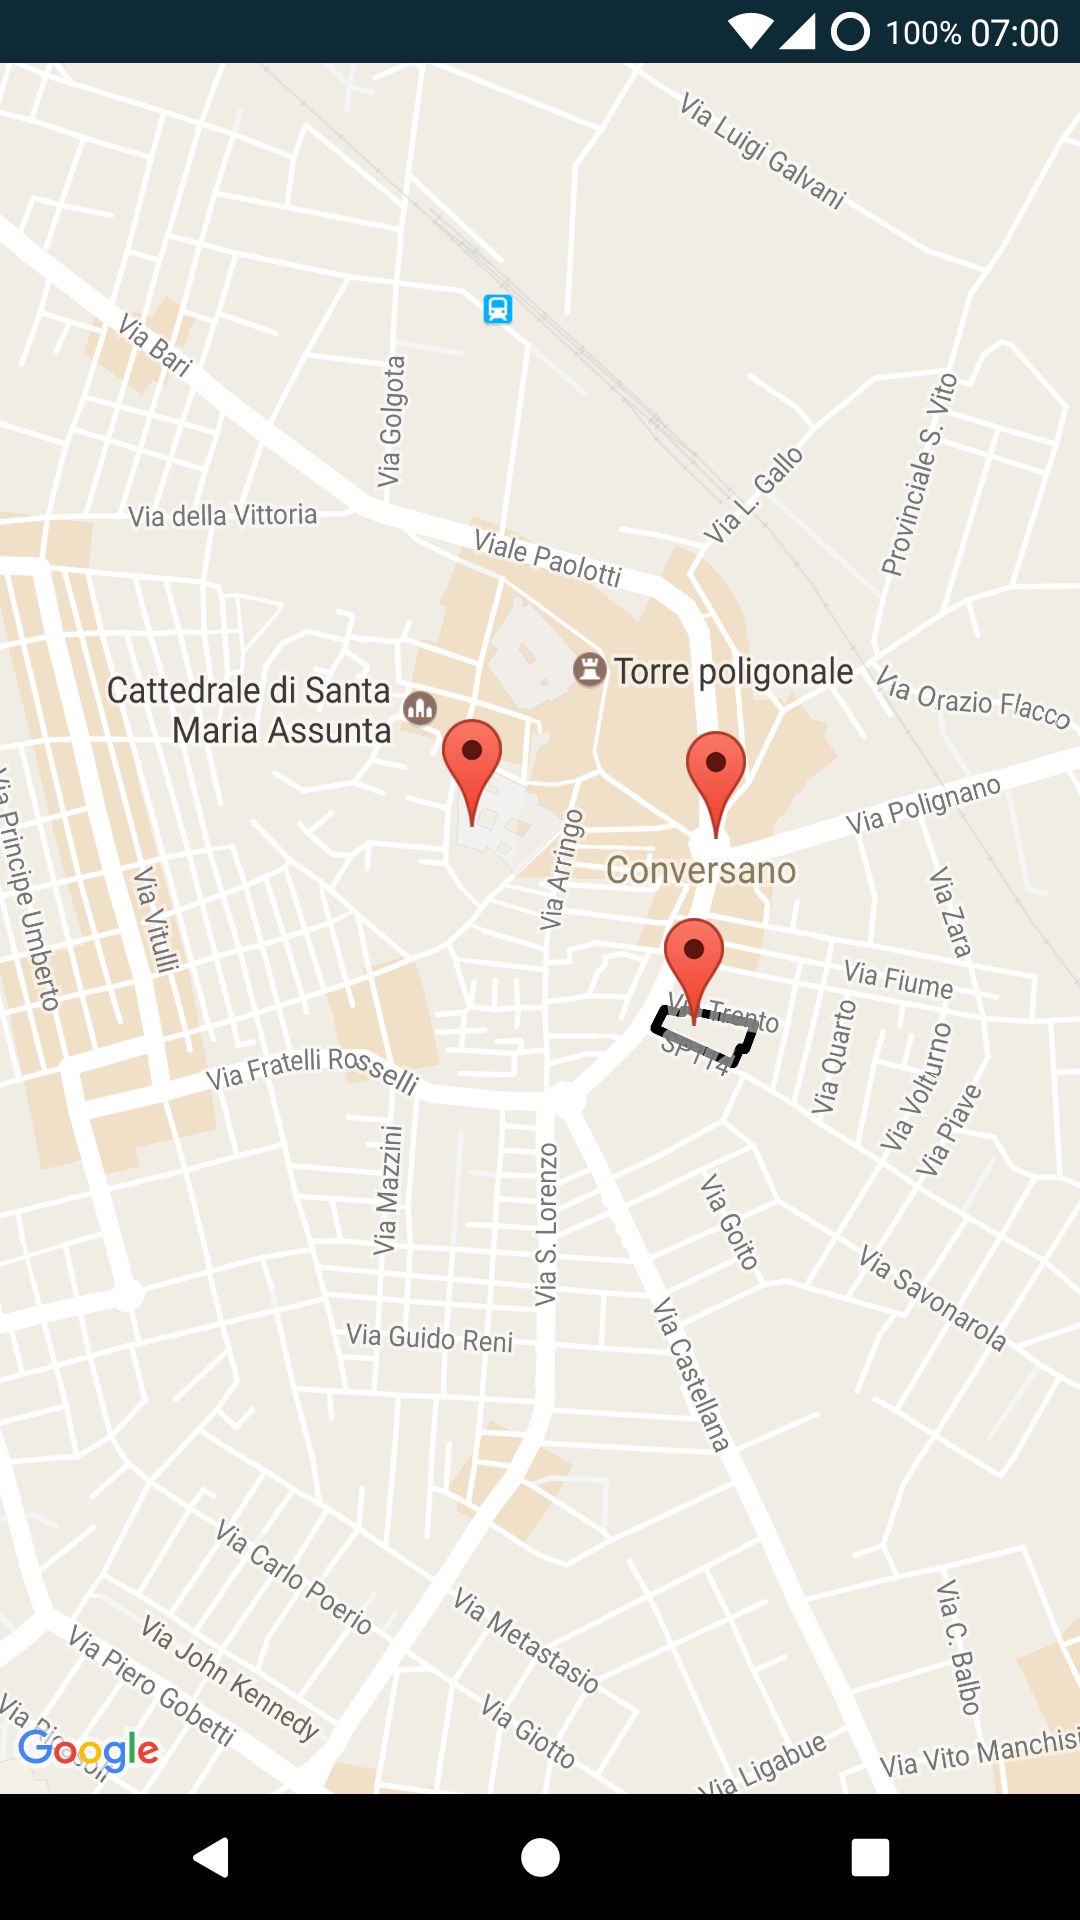 100% 07:00
Via Luigi Galvani
Via Bari
Via Golgota
Provinciale S. Vito
Via L. Gallo
Via della Vittoria
Viale Paolotti
Torre poligonale
Cattedrale di Santa
Maria Assunta
Via Orazio Flacco
Via Principe Umberto
Via Polignano
Via Arringo
Conversano
Via Vitulli
Via Zara
Via Fiume
Via Trento
SP114
Via Quarto
Via Volturno
Via Fratelli Rosselli
Via Piave
Via Mazzini
Via S. Lorenzo
Via Goito
Via Savonarola
Via Guido Reni
Via Castellana
Via Carlo Poerio
Via Metastasio
Via C. Balbo
Via John Kennedy
Via Piero Gobetti
Via Giotto
Via Ligabue
Via Vito Manchisi
Via
Google